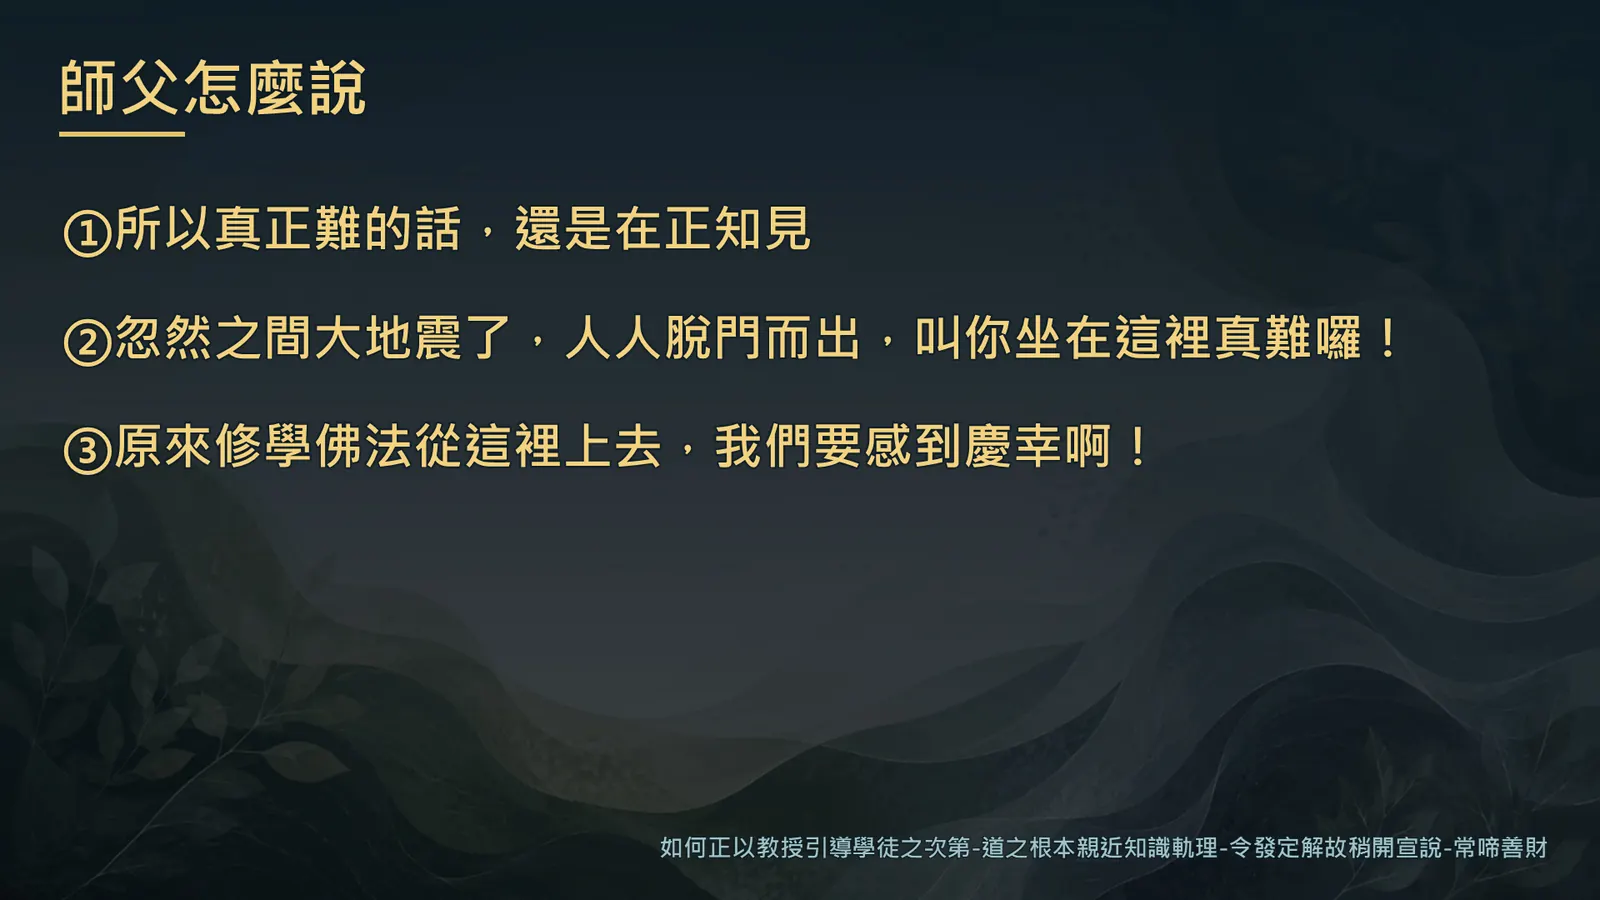 師父怎麼說
①所以真正難的話，還是在正知見
②忽然之間大地震了，人人脫門而出，叫你坐在這裡真難囉！
③原來修學佛法從這裡上去，我們要感到慶幸啊！
如何正以教授引導學徒之次第-道之根本親近知識軌理-令發定解故稍開宣說-常啼善財